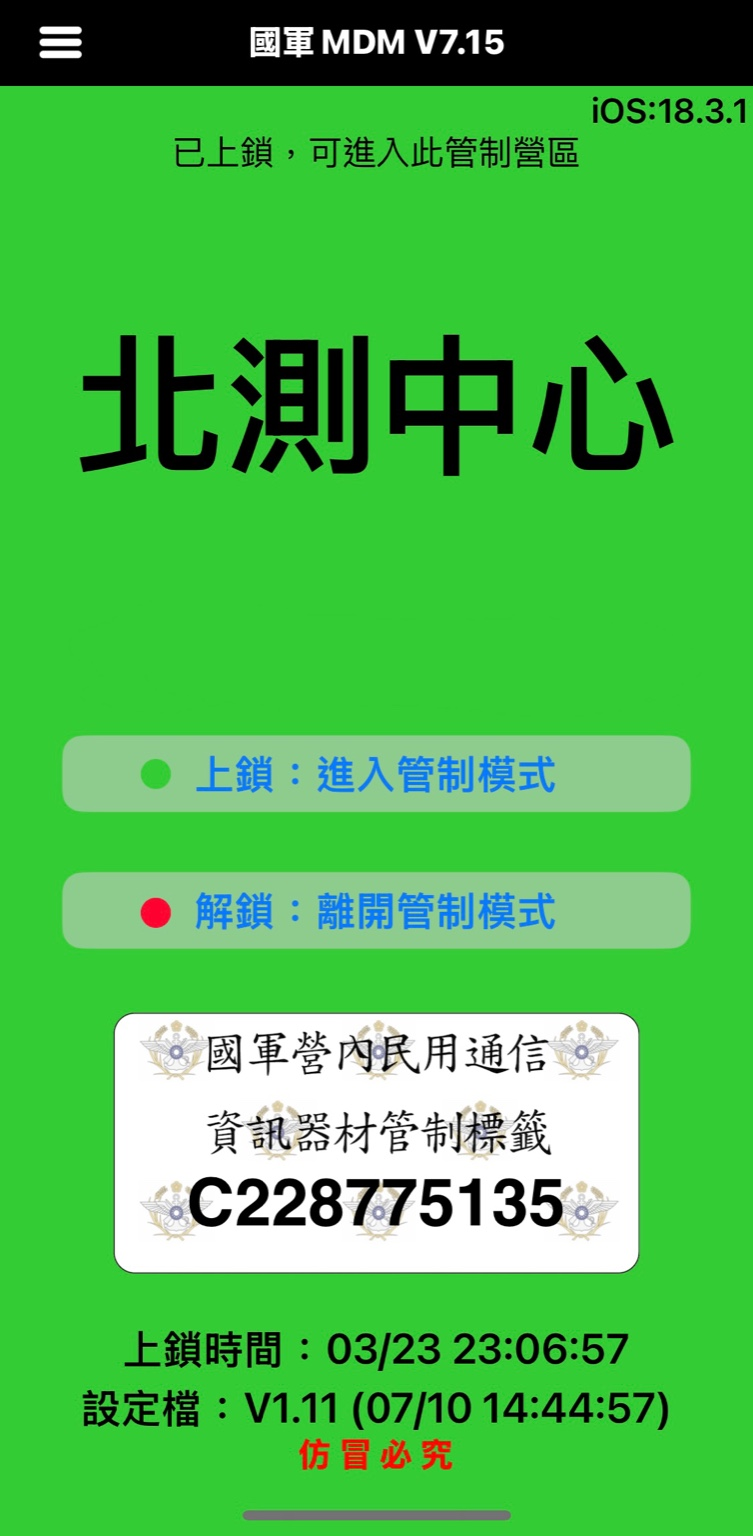 國軍 MDM V7.15
iOS:18.3.1
已上鎖，可進入此管制營區
北測中心
上鎖：進入管制模式
解鎖：離開管制模式
國軍營內民用通信
資訊器材管制標籤
C228775135
上鎖時間：03/23 23:06:57
設定檔：V1.11 (07/10 14:44:57)
仿冒必究